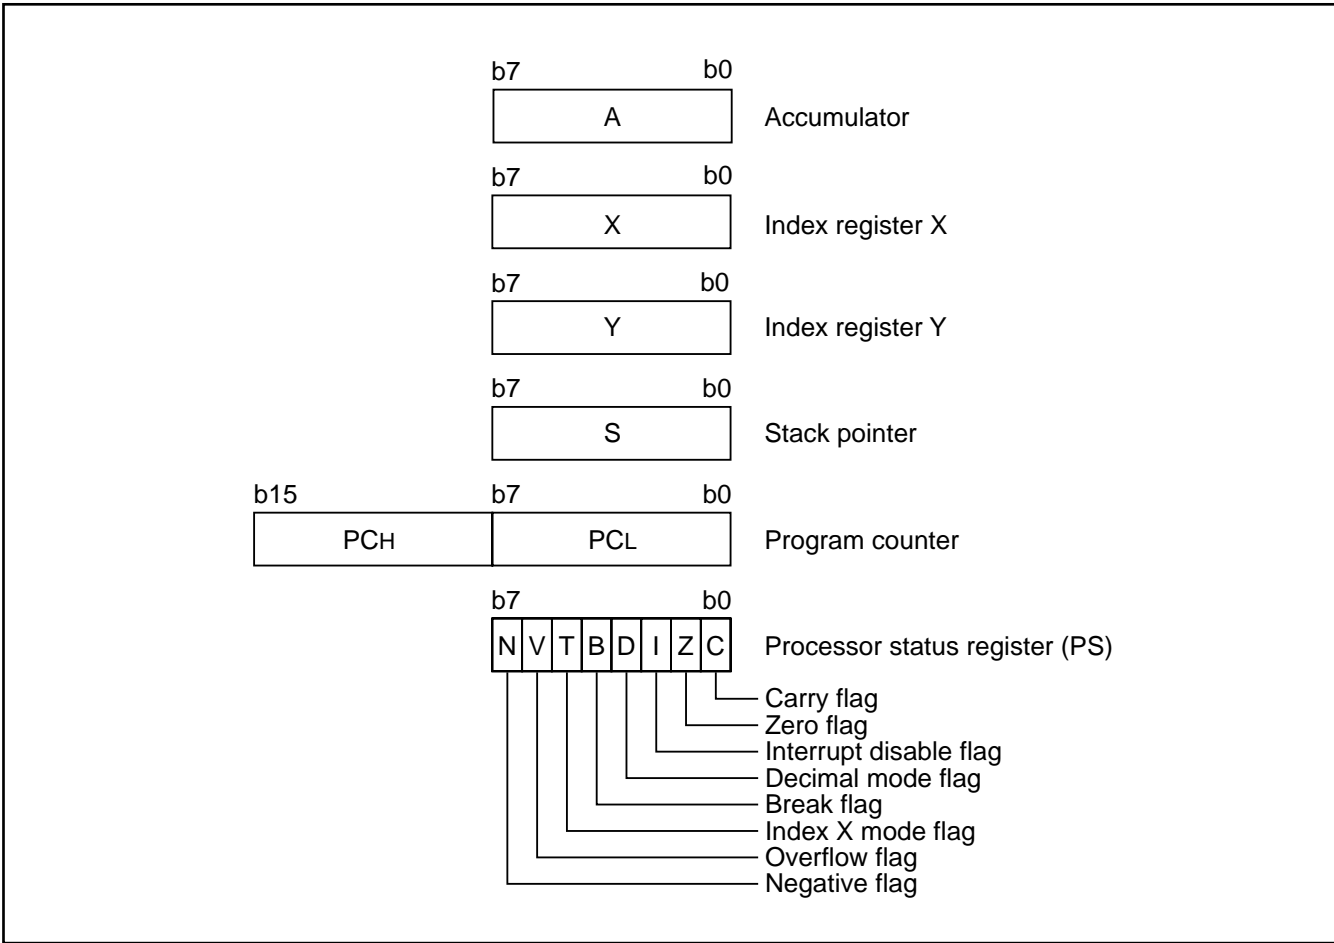 b7 b0
A Accumulator
b7 b0
X Index register X
b7 b0
Y Index register Y
b7 b0
S Stack pointer
b15 b7 b0
PCH PCL Program counter
b7 b0
N V T B D I Z C Processor status register (PS)
Carry flag
Zero flag
Interrupt disable flag
Decimal mode flag
Break flag
Index X mode flag
Overflow flag
Negative flag